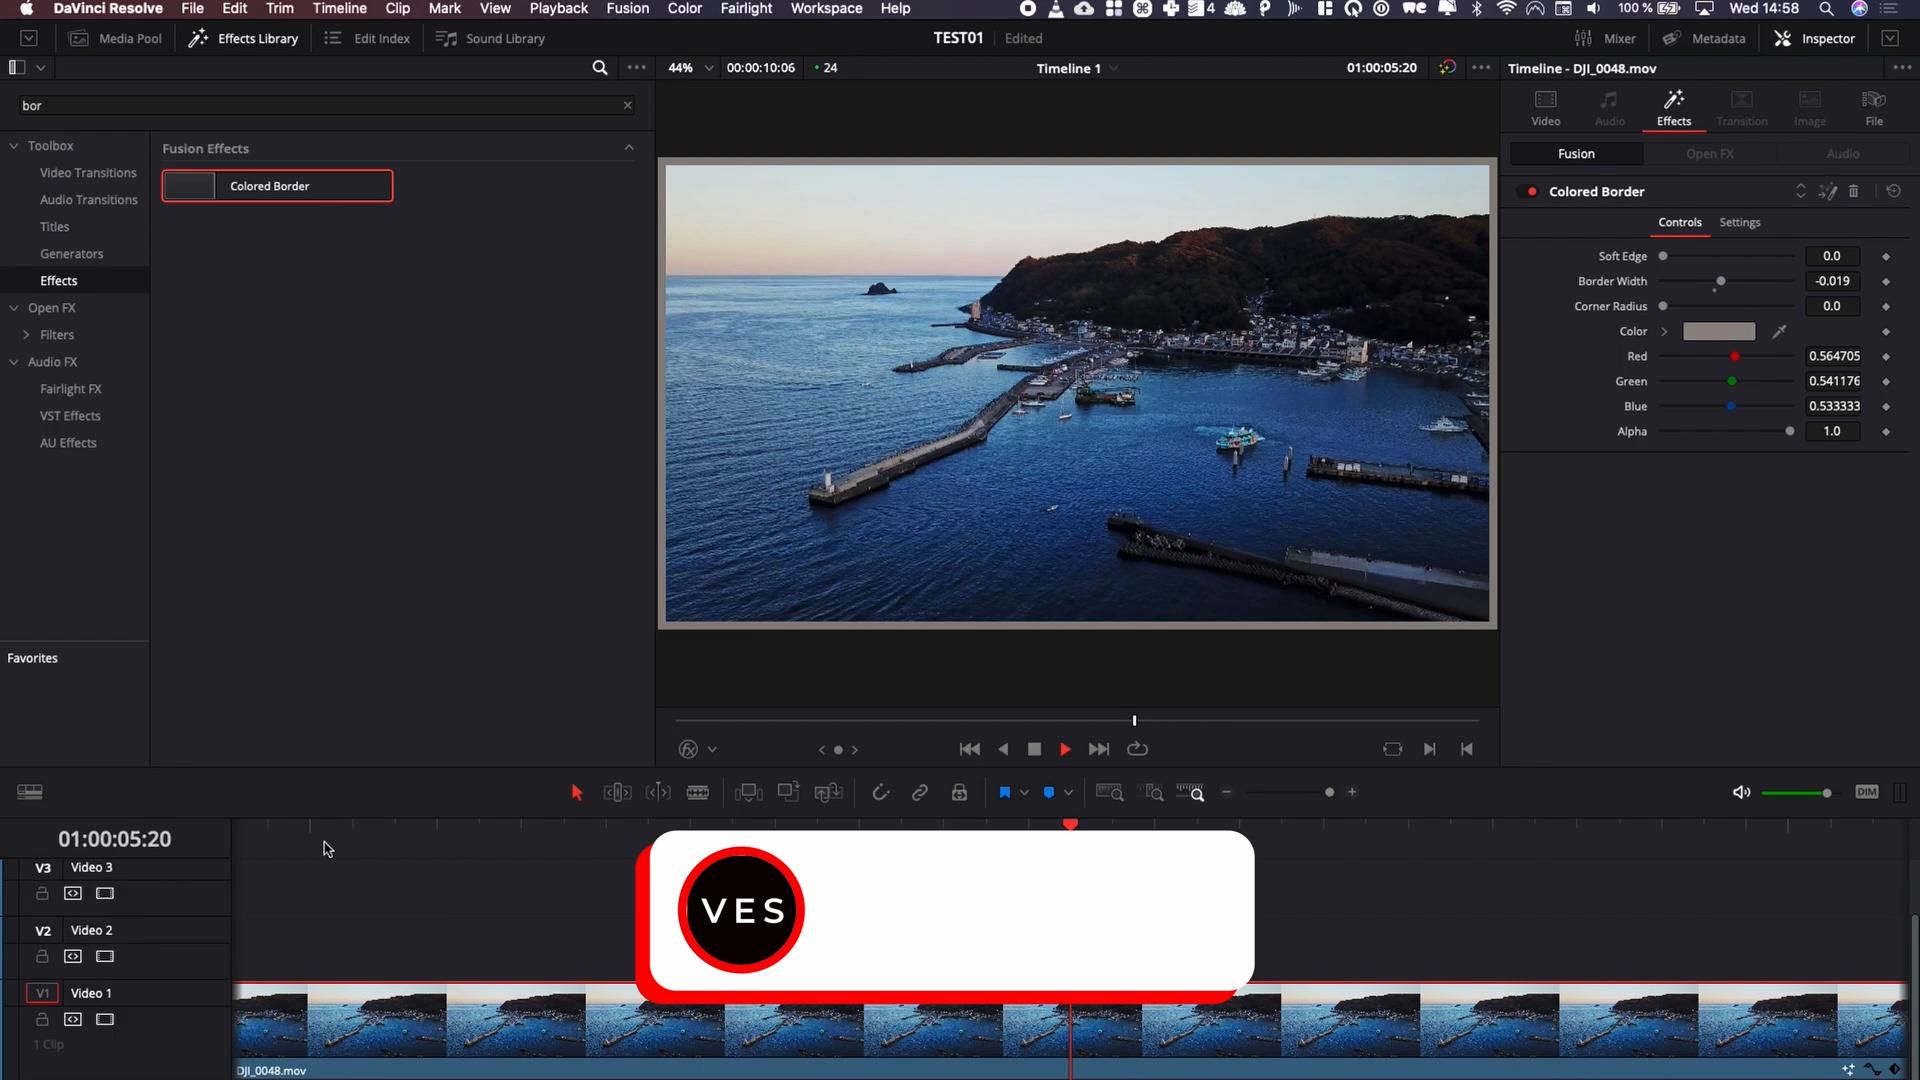 DaVinci Resolve File Edit Trim Timeline Clip Mark View Playback Fusion Color Fairlight Workspace Help 4 100 % Wed 14:58
Media Pool Effects Library Edit Index Sound Library TEST01 Edited Mixer Metadata Inspector
44% 00:00:10:06 24 Timeline 1 01:00:05:20 Timeline - DJI_0048.mov
bor
Video Audio Effects Transition Image File
Toolbox
Video Transitions
Audio Transitions
Titles
Generators
Effects
Open FX
Filters
Audio FX
Fairlight FX
VST Effects
AU Effects
Favorites
Fusion Effects
Colored Border
Fusion Open FX Audio
Colored Border
Controls Settings
Soft Edge 0.0
Border Width -0.019
Corner Radius 0.0
Color
Red 0.564705
Green 0.541176
Blue 0.533333
Alpha 1.0
DIM
01:00:05:20
V3 Video 3
V2 Video 2
V1 Video 1
1 Clip
VES
DJI_0048.mov